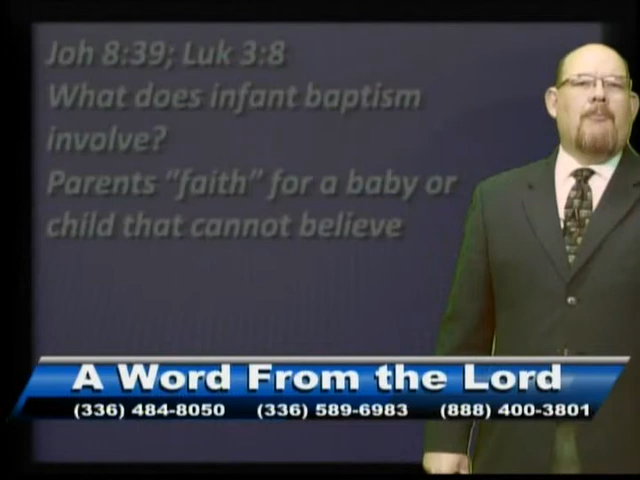 Joh 8:39; Luk 3:8
What does infant baptism
involve?
Parents “faith” for a baby or
child that cannot believe
A Word From the Lord
(336) 484-8050 (336) 589-6983 (888) 400-3801